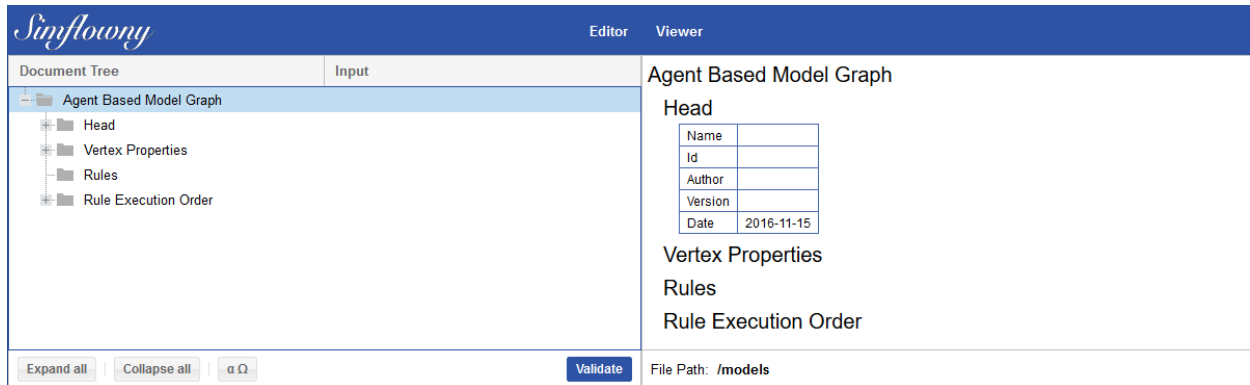 Simflowny
Editor Viewer
Document Tree Input
Agent Based Model Graph
Head
Vertex Properties
Rules
Rule Execution Order
Expand all Collapse all α Ω Validate
Agent Based Model Graph
Head
Name
Id
Author
Version
Date 2016-11-15
Vertex Properties
Rules
Rule Execution Order
File Path: /models